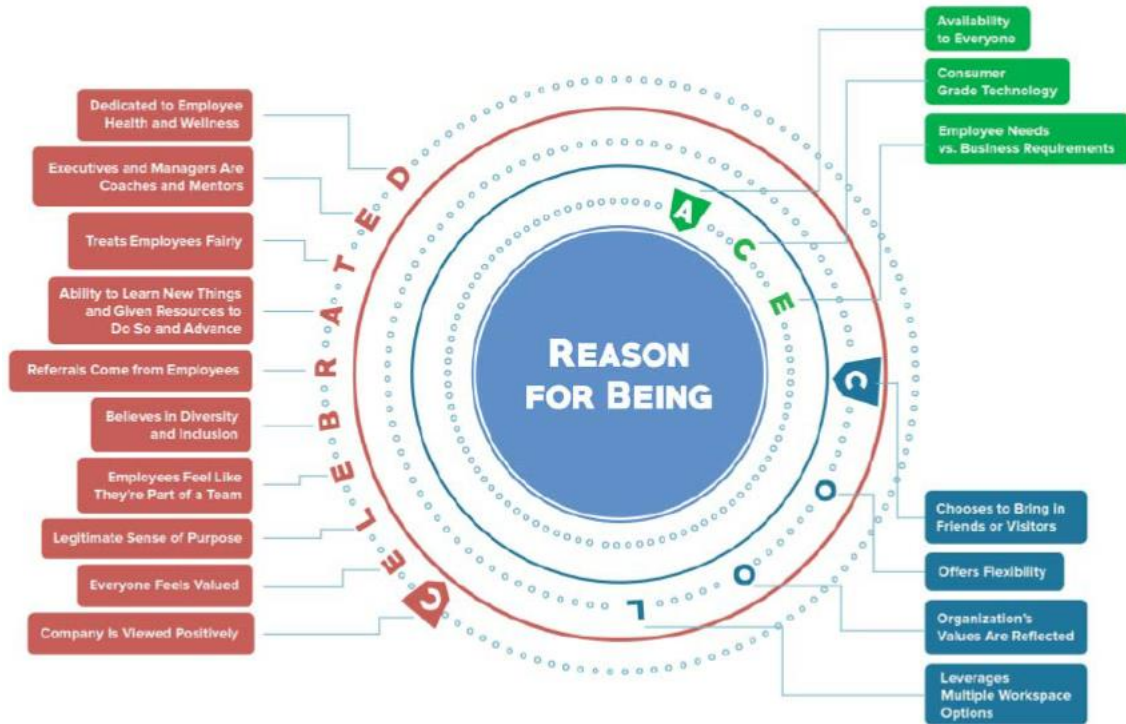 Availability
to Everyone
Consumer
Grade Technology
Employee Needs
vs. Business Requirements
Dedicated to Employee
Health and Wellness
Executives and Managers Are
Coaches and Mentors
Treats Employees Fairly
Ability to Learn New Things
and Given Resources to
Do So and Advance
Referrals Come from Employees
Believes in Diversity
and Inclusion
Employees Feel Like
They're Part of a Team
Legitimate Sense of Purpose
Everyone Feels Valued
Company Is Viewed Positively
CELEBRATED
ACE
COOL
REASON
FOR BEING
Chooses to Bring in
Friends or Visitors
Offers Flexibility
Organization's
Values Are Reflected
Leverages
Multiple Workspace
Options